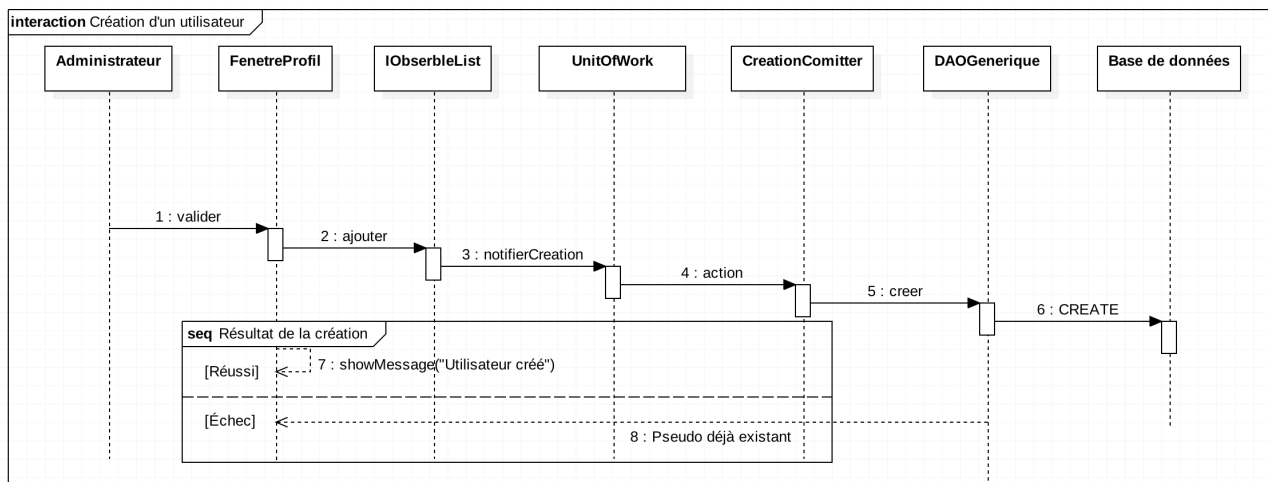 interaction Création d'un utilisateur
Administrateur
FenetreProfil
IObserbleList
UnitOfWork
CreationComitter
DAOGenerique
Base de données
1 : valider
2 : ajouter
3 : notifierCreation
4 : action
5 : creer
6 : CREATE
seq Résultat de la création
7 : showMessage("Utilisateur créé")
[Réussi]
[Échec]
8 : Pseudo déjà existant